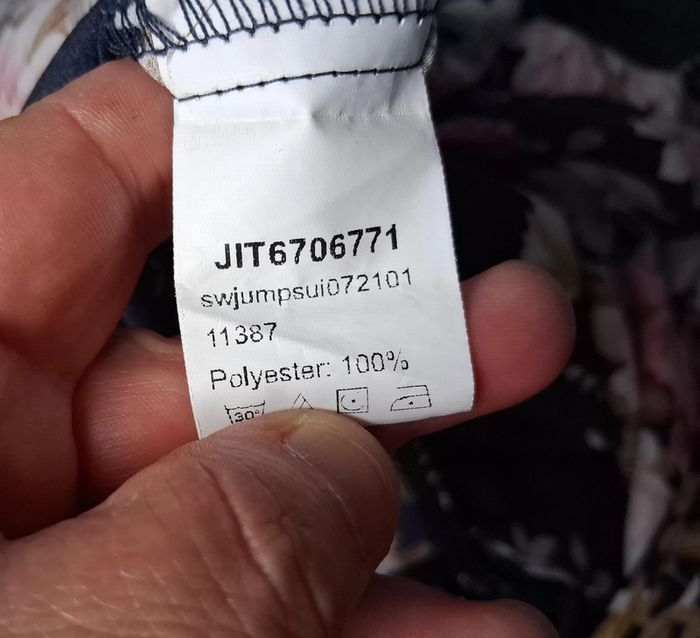 JIT6706771
swjumpsui072101
11387
Polyester: 100%
30°